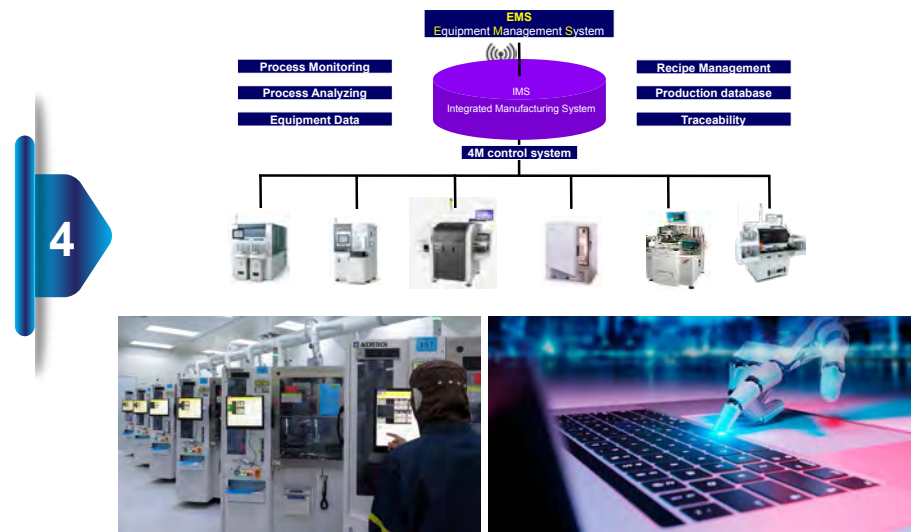 EMS
Equipment Management System
Process Monitoring
Process Analyzing
Equipment Data
IMS
Integrated Manufacturing System
Recipe Management
Production database
Traceability
4M control system
4
ACCRETECH